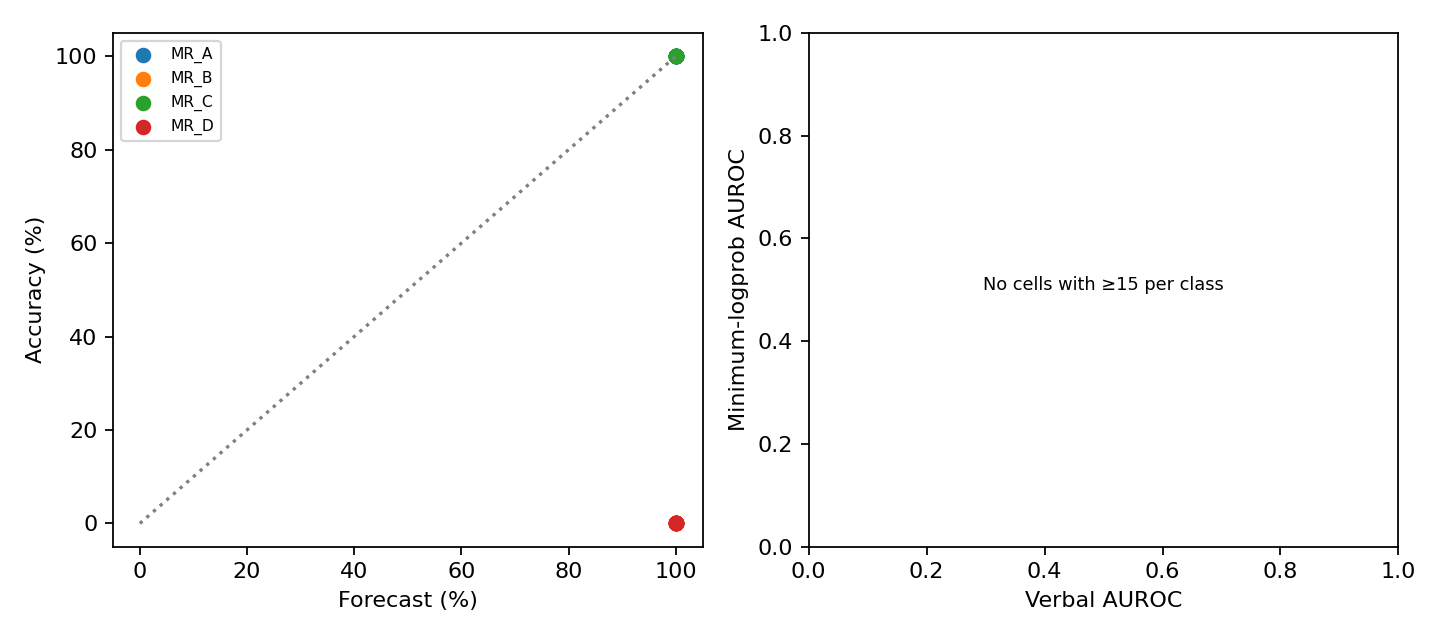 100
80
60
40
20
0
Accuracy (%)
MR_A
MR_B
MR_C
MR_D
0 20 40 60 80 100
Forecast (%)
1.0
0.8
0.6
0.4
0.2
0.0
Minimum-logprob AUROC
No cells with ≥15 per class
0.0 0.2 0.4 0.6 0.8 1.0
Verbal AUROC